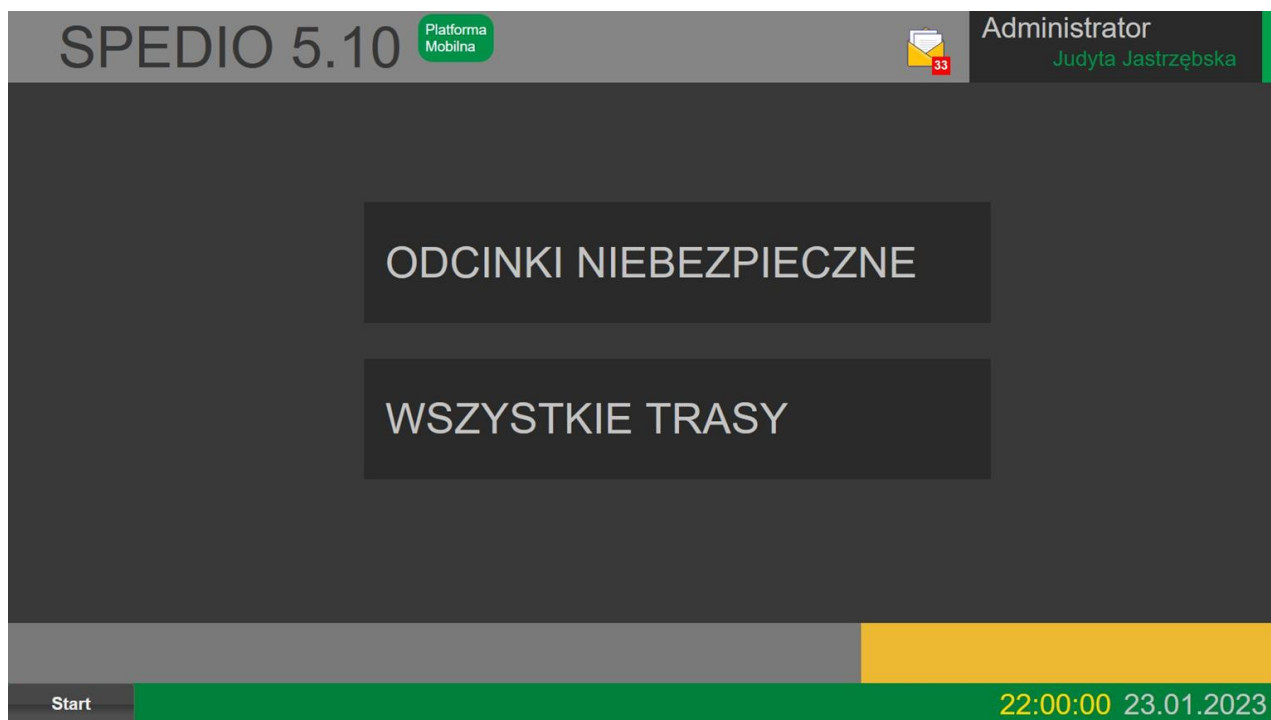 SPEDIO 5.10
Platforma
Mobilna
33
Administrator
Judyta Jastrzębska
ODCINKI NIEBEZPIECZNE
WSZYSTKIE TRASY
Start
22:00:00 23.01.2023